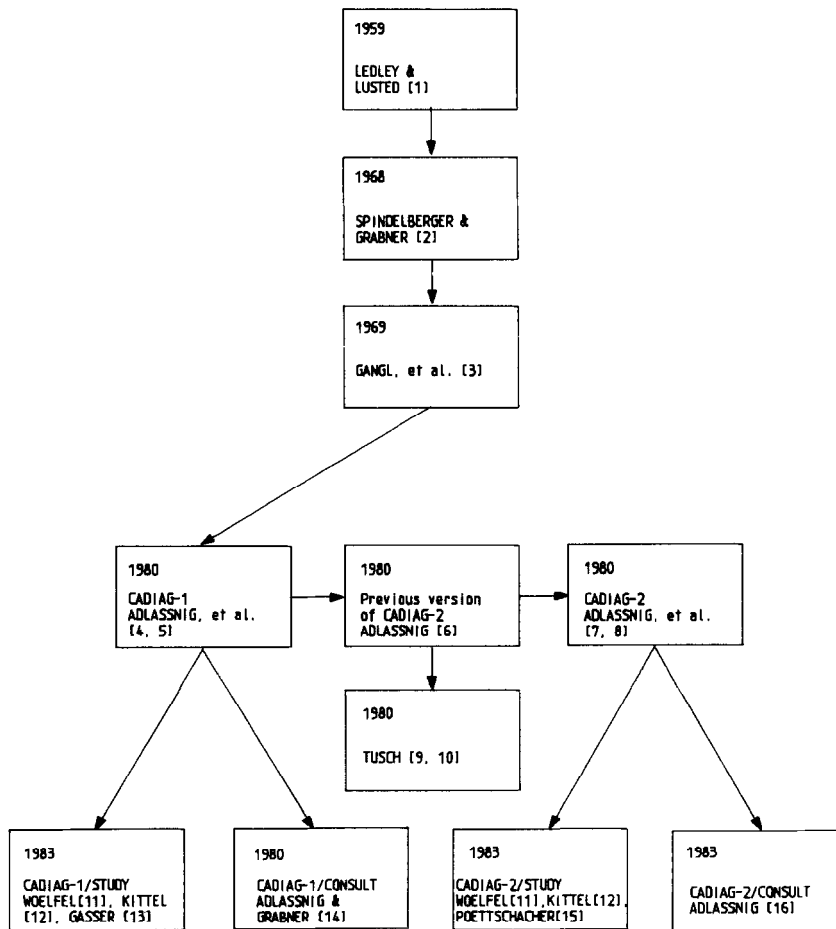 1959
LEDLEY &
LUSTED [1]
1968
SPINDELBERGER &
GRABNER [2]
1969
GANGL, et al. [3]
1980
CADIAG-1
ADLASSNIG, et al.
[4, 5]
1980
Previous version
of CADIAG-2
ADLASSNIG [6]
1980
CADIAG-2
ADLASSNIG, et al.
[7, 8]
1980
TUSCH [9, 10]
1983
CADIAG-1/STUDY
WOELFEL[11], KITTEL
[12], GASSER [13]
1980
CADIAG-1/CONSULT
ADLASSNIG &
GRABNER [14]
1983
CADIAG-2/STUDY
WOELFEL[11],KITTEL[12],
POETTSCHACHER[15]
1983
CADIAG-2/CONSULT
ADLASSNIG [16]